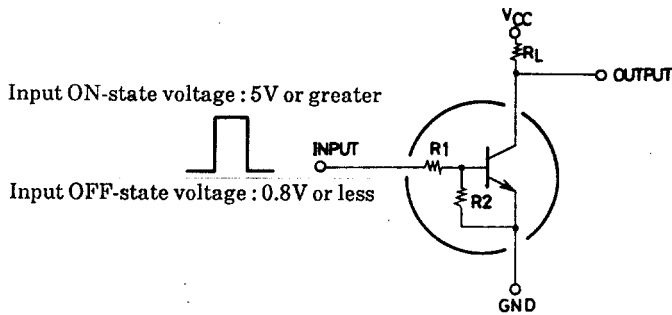 VCC
RL
OUTPUT
Input ON-state voltage : 5V or greater
INPUT
R1
Input OFF-state voltage : 0.8V or less
R2
GND